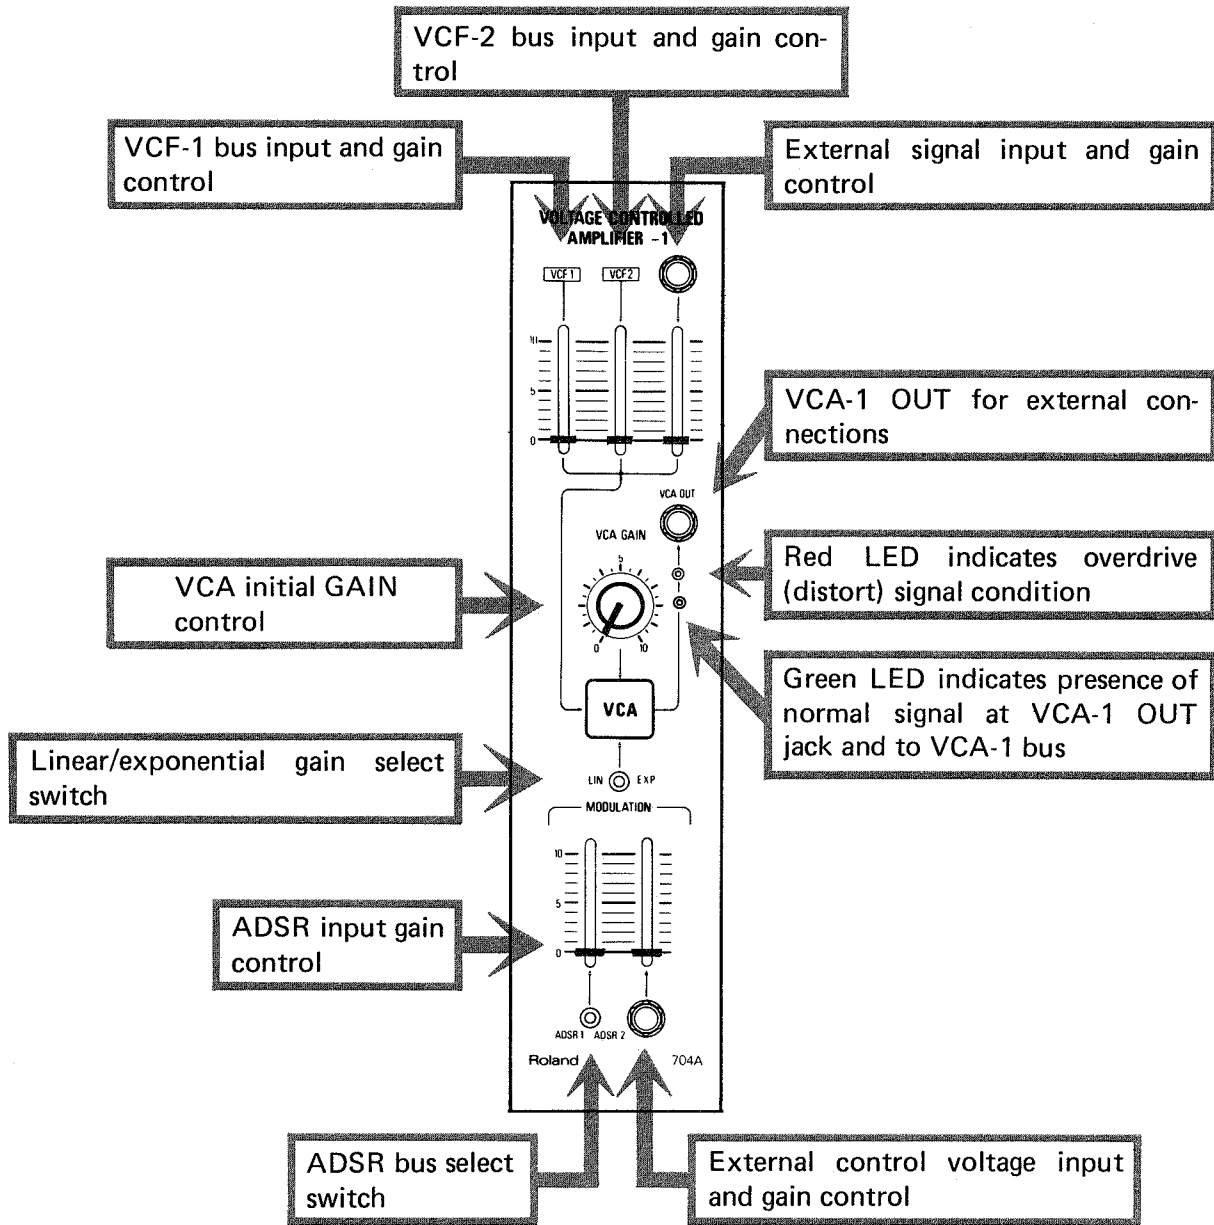 VCF-2 bus input and gain con-
trol
VCF-1 bus input and gain
control
External signal input and gain
control
VOLTAGE CONTROLLED
AMPLIFIER -1
VCF 1
VCF 2
10
5
0
VCA-1 OUT for external con-
nections
VCA OUT
VCA GAIN
5
0
10
Red LED indicates overdrive
(distort) signal condition
VCA initial GAIN
control
Green LED indicates presence of
normal signal at VCA-1 OUT
jack and to VCA-1 bus
VCA
Linear/exponential gain select
switch
LIN EXP
MODULATION
10
5
0
ADSR input gain
control
ADSR 1 ADSR 2
Roland 704A
ADSR bus select
switch
External control voltage input
and gain control